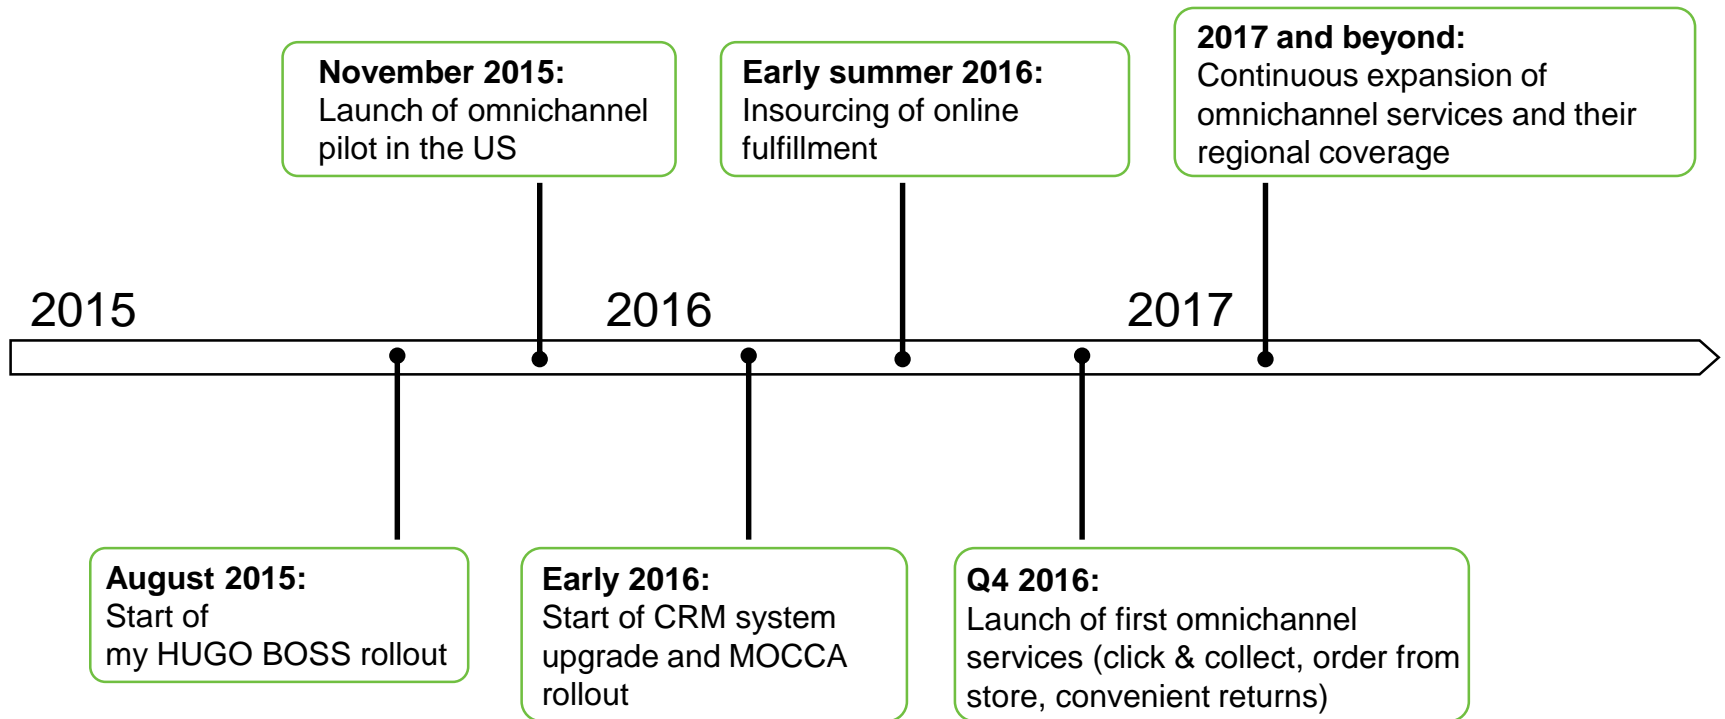 November 2015:
Launch of omnichannel
pilot in the US
Early summer 2016:
Insourcing of online
fulfillment
2017 and beyond:
Continuous expansion of
omnichannel services and their
regional coverage
2015
2016
2017
August 2015:
Start of
my HUGO BOSS rollout
Early 2016:
Start of CRM system
upgrade and MOCCA
rollout
Q4 2016:
Launch of first omnichannel
services (click & collect, order from
store, convenient returns)